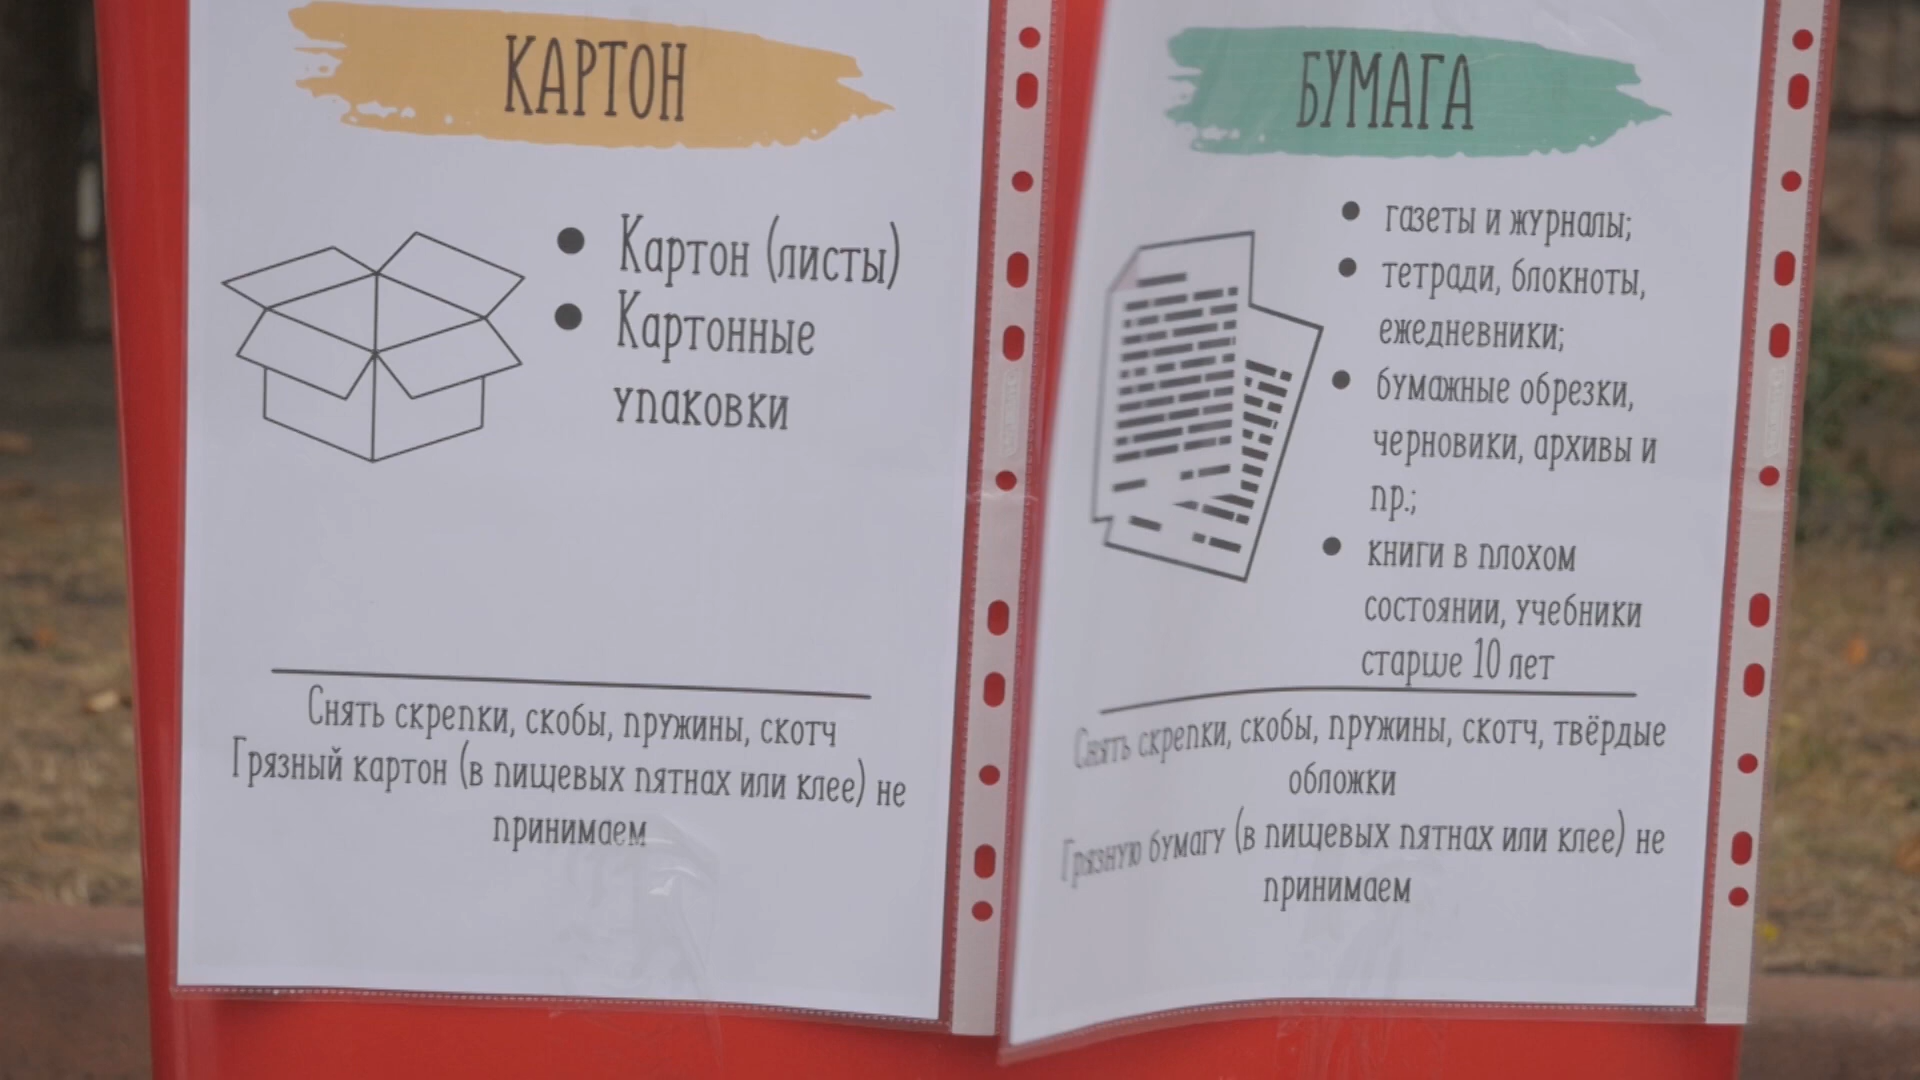 КАРТОН
Картон (листы)
Картонные
упаковки
Снять скрепки, скобы, пружины, скотч
Грязный картон (в пищевых пятнах или клее) не
принимаем
БУМАГА
газеты и журналы;
тетради, блокноты,
ежедневники;
бумажные обрезки,
черновики, архивы и
пр.;
книги в плохом
состоянии, учебники
старше 10 лет
Снять скрепки, скобы, пружины, скотч, твёрдые
обложки
Грязную бумагу (в пищевых пятнах или клее) не
принимаем